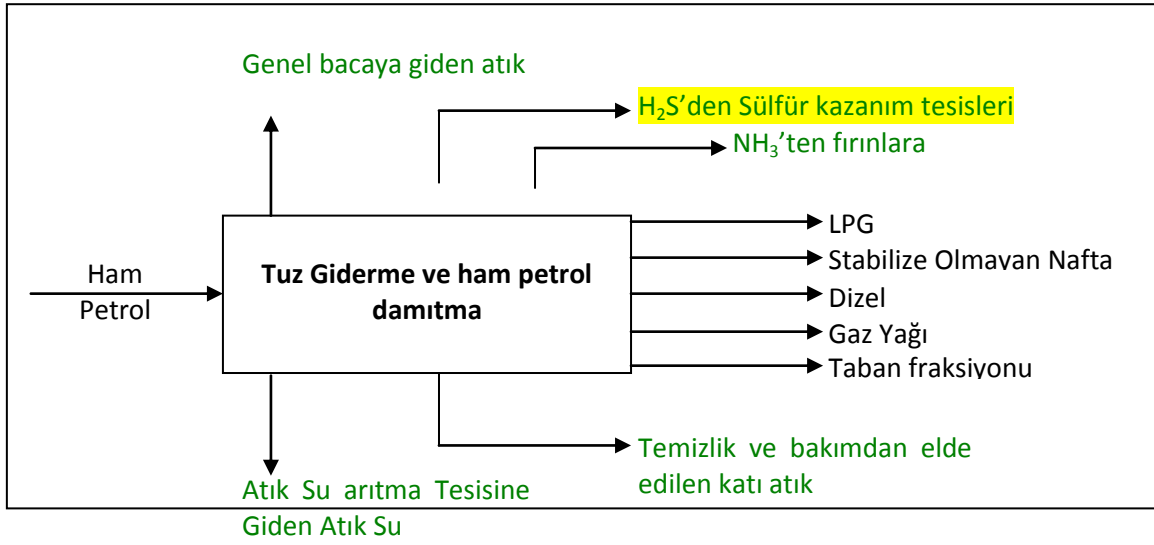 Genel bacaya giden atık
H₂S’den Sülfür kazanım tesisleri
NH₃’ten fırınlara
Ham
Petrol
Tuz Giderme ve ham petrol
damıtma
LPG
Stabilize Olmayan Nafta
Dizel
Gaz Yağı
Taban fraksiyonu
Temizlik ve bakımdan elde
edilen katı atık
Atık Su arıtma Tesisine
Giden Atık Su